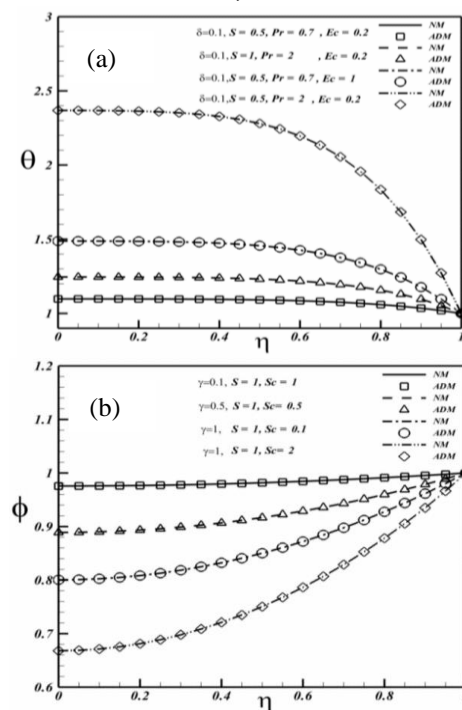 (a)
δ=0.1, S = 0.5, Pr = 0.7 , Ec = 0.2
δ=0.1, S = 1, Pr = 2 , Ec = 0.2
δ=0.1, S = 0.5, Pr = 0.7 , Ec = 1
δ=0.1, S = 0.5, Pr = 2 , Ec = 0.2
NM
ADM
NM
ADM
NM
ADM
NM
ADM
3
2.5
2
1.5
1
θ
0 0.2 0.4 0.6 0.8 1
η
(b)
γ=0.1, S = 1, Sc = 1
γ=0.5, S =1, Sc= 0.5
γ=1, S = 1, Sc = 0.1
γ=1, S = 1, Sc = 2
NM
ADM
NM
ADM
NM
ADM
NM
ADM
1.2
1.1
1
0.9
0.8
0.7
0.6
ϕ
0 0.2 0.4 0.6 0.8
η